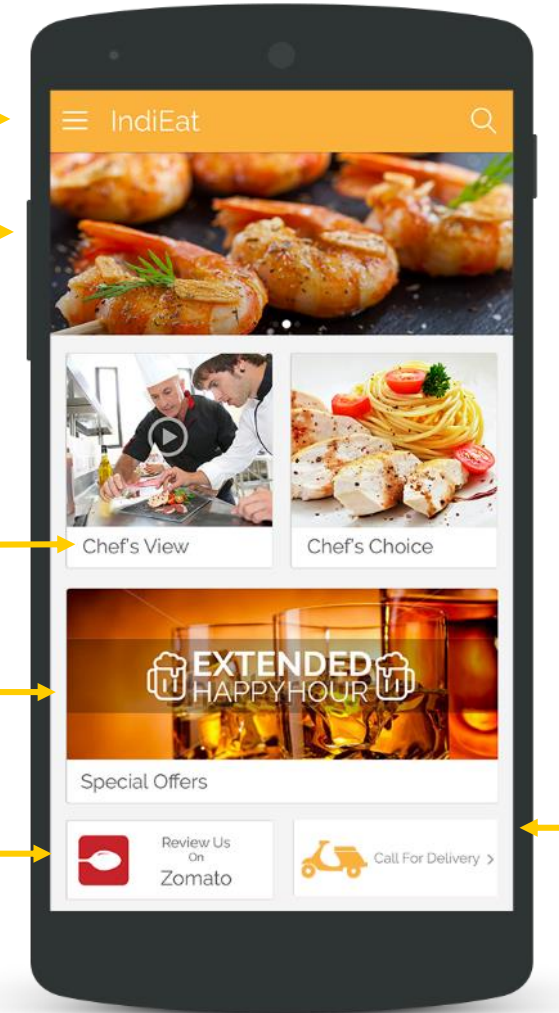 IndiEat
Chef's View
Chef's Choice
EXTENDED
HAPPYHOUR
Special Offers
Review Us
On
Zomato
Call For Delivery >